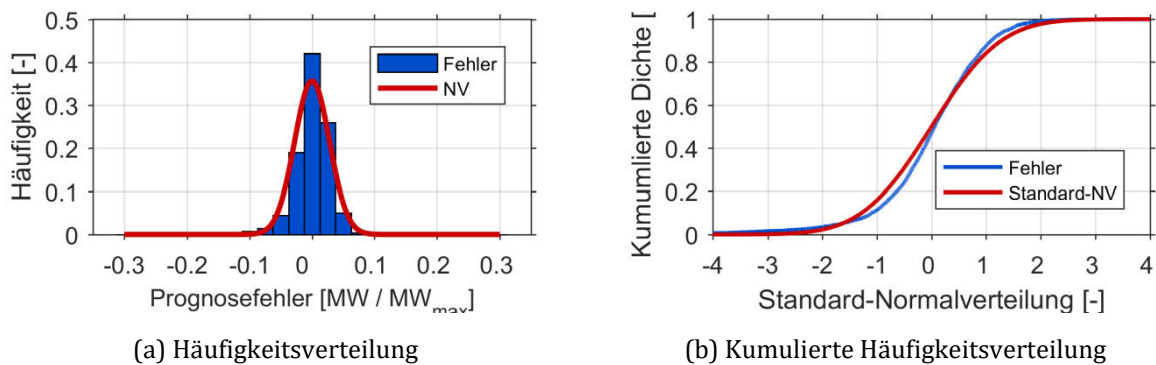 0.5
0.4
0.3
0.2
0.1
0
Häufigkeit [-]
Fehler
NV
-0.3 -0.2 -0.1 0 0.1 0.2 0.3
Prognosefehler [MW / MWmax]
(a) Häufigkeitsverteilung
1
0.8
0.6
0.4
0.2
0
Kumumlierte Dichte [
Fehler
Standard-NV
-4 -3 -2 -1 0 1 2 3 4
Standard-Normalverteilung [-]
(b) Kumulierte Häufigkeitsverteilung